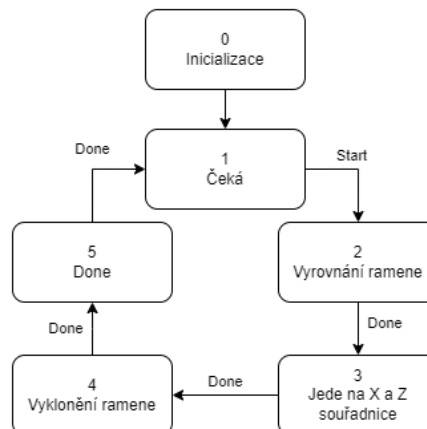 0
Inicializace
Done
1
Čeká
Start
5
Done
2
Vyrovnání ramene
Done
Done
4
Vyklonění ramene
Done
3
Jede na X a Z
souřadnice